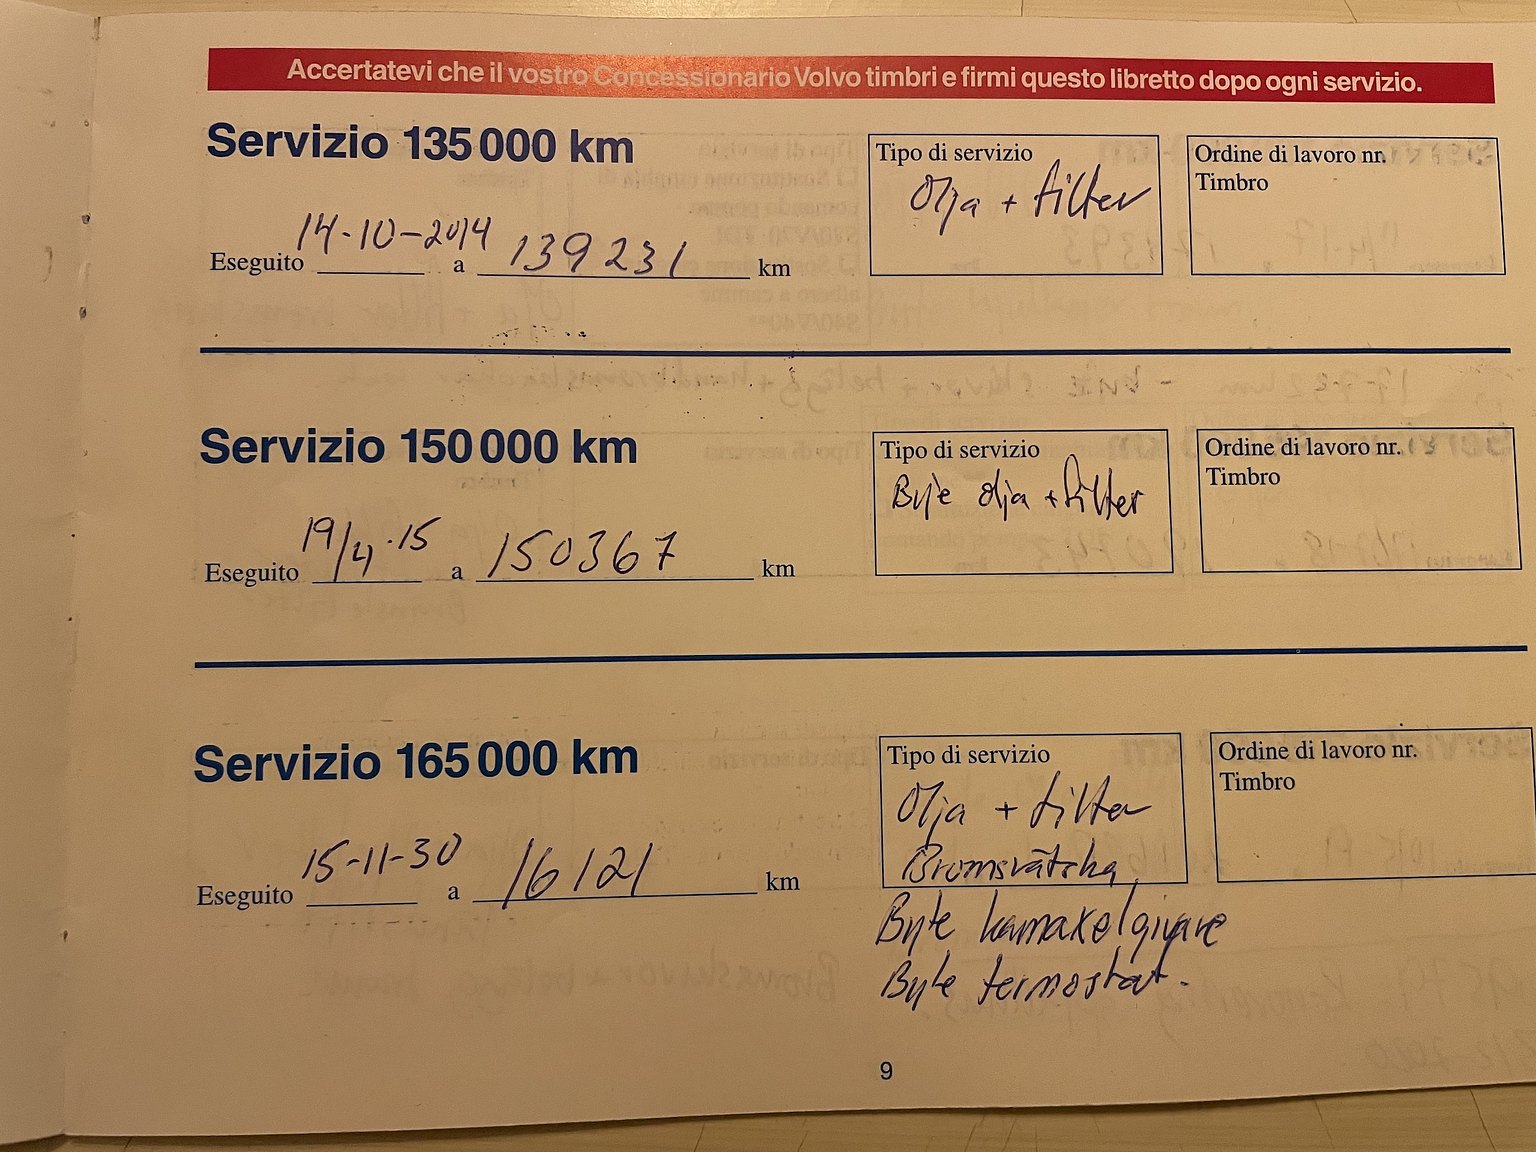 Accertatevi che il vostro Concessionario Volvo timbri e firmi questo libretto dopo ogni servizio.
Servizio 135 000 km
Tipo di servizio
Olja + filter
Ordine di lavoro nr.
Timbro
Eseguito 14-10-2014 a 139231 km
Servizio 150 000 km
Tipo di servizio
Byte olja + filter
Ordine di lavoro nr.
Timbro
Eseguito 19/4-15 a 150367 km
Servizio 165 000 km
Tipo di servizio
Olja + filter
Bromsvätska
Byte kamaxelgivare
Byte termostat.
Ordine di lavoro nr.
Timbro
Eseguito 15-11-30 a 16121 km
9